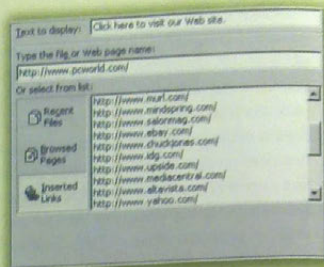 Text to display: Click here to visit our Web site.
Type the file or Web page name:
http://www.pcworld.com/
Or select from list:
Recent Files
Browsed Pages
Inserted Links
http://www.murl.com/
http://www.mindspring.com/
http://www.salonmag.com/
http://www.ebay.com/
http://www.chuckjones.com/
http://www.idg.com/
http://www.upside.com/
http://www.mediacentral.com/
http://www.altavista.com/
http://www.yahoo.com/